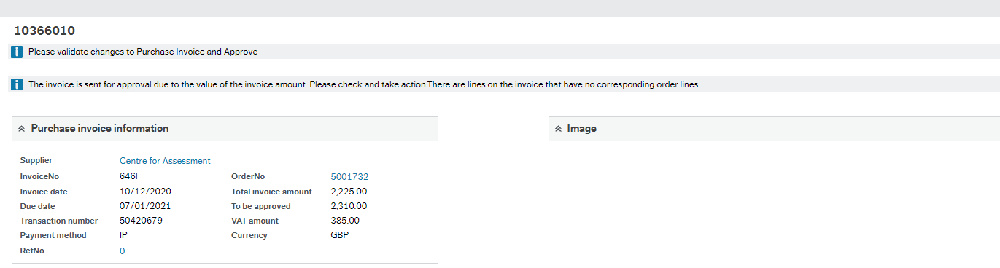 10366010
Please validate changes to Purchase Invoice and Approve
The invoice is sent for approval due to the value of the invoice amount. Please check and take action.There are lines on the invoice that have no corresponding order lines.
Purchase invoice information
Supplier Centre for Assessment
InvoiceNo 646I OrderNo 5001732
Invoice date 10/12/2020 Total invoice amount 2,225.00
Due date 07/01/2021 To be approved 2,310.00
Transaction number 50420679 VAT amount 385.00
Payment method IP Currency GBP
RefNo 0
Image